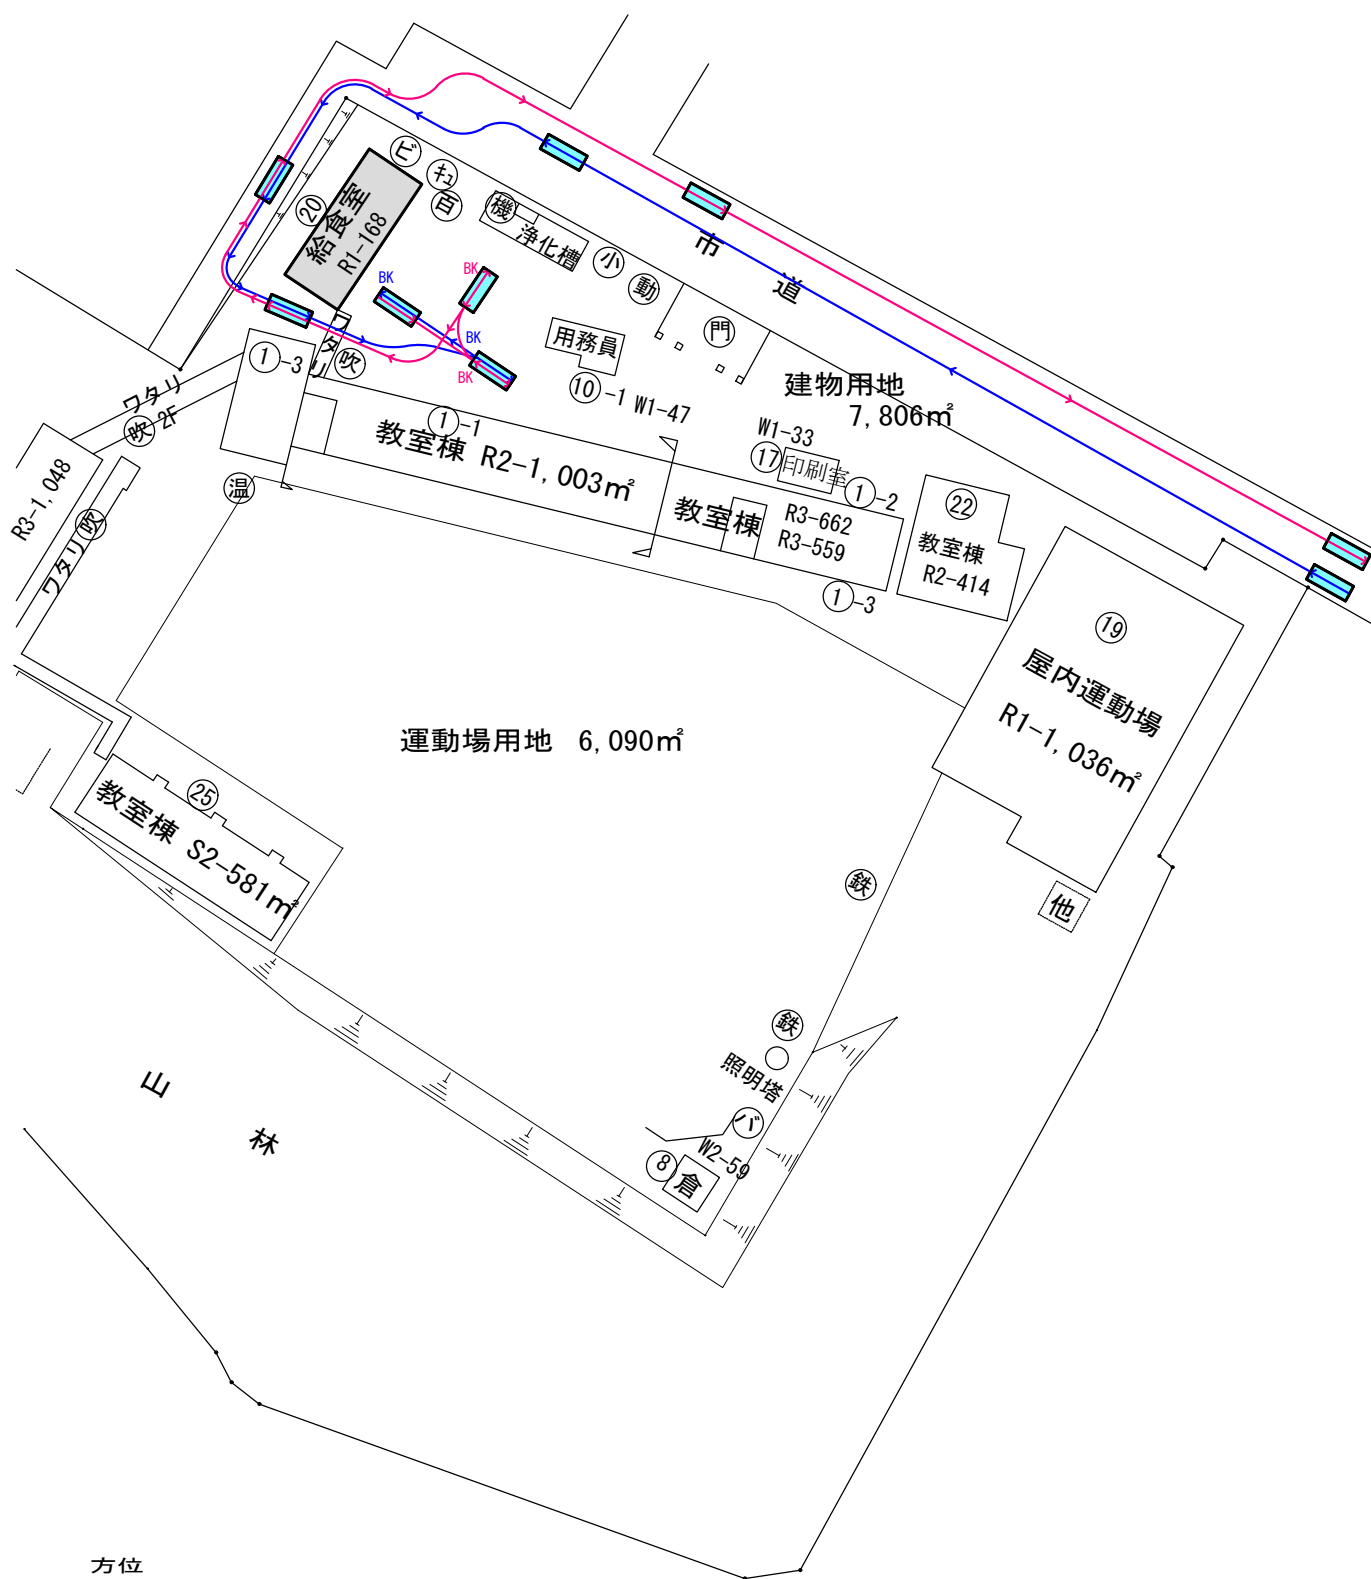 ビ
キュ
百
機
浄化槽
小
動
市
道
20
給食室
R1-168
BK
BK
BK
BK
ワタリ
吹
門
用務員
10-1 W1-47
建物用地
7,806㎡
1-3
ワタリ
吹 2F
1-1
教室棟 R2-1,003㎡
W1-33
17
印刷室
1-2
教室棟
R3-662
R3-559
1-3
22
教室棟
R2-414
R3-1,048
ワタリ
吹
温
19
屋内運動場
R1-1,036㎡
運動場用地 6,090㎡
25
教室棟 S2-581㎡
鉄
他
鉄
照明塔
バ
W2-59
8
倉
山
林
方位